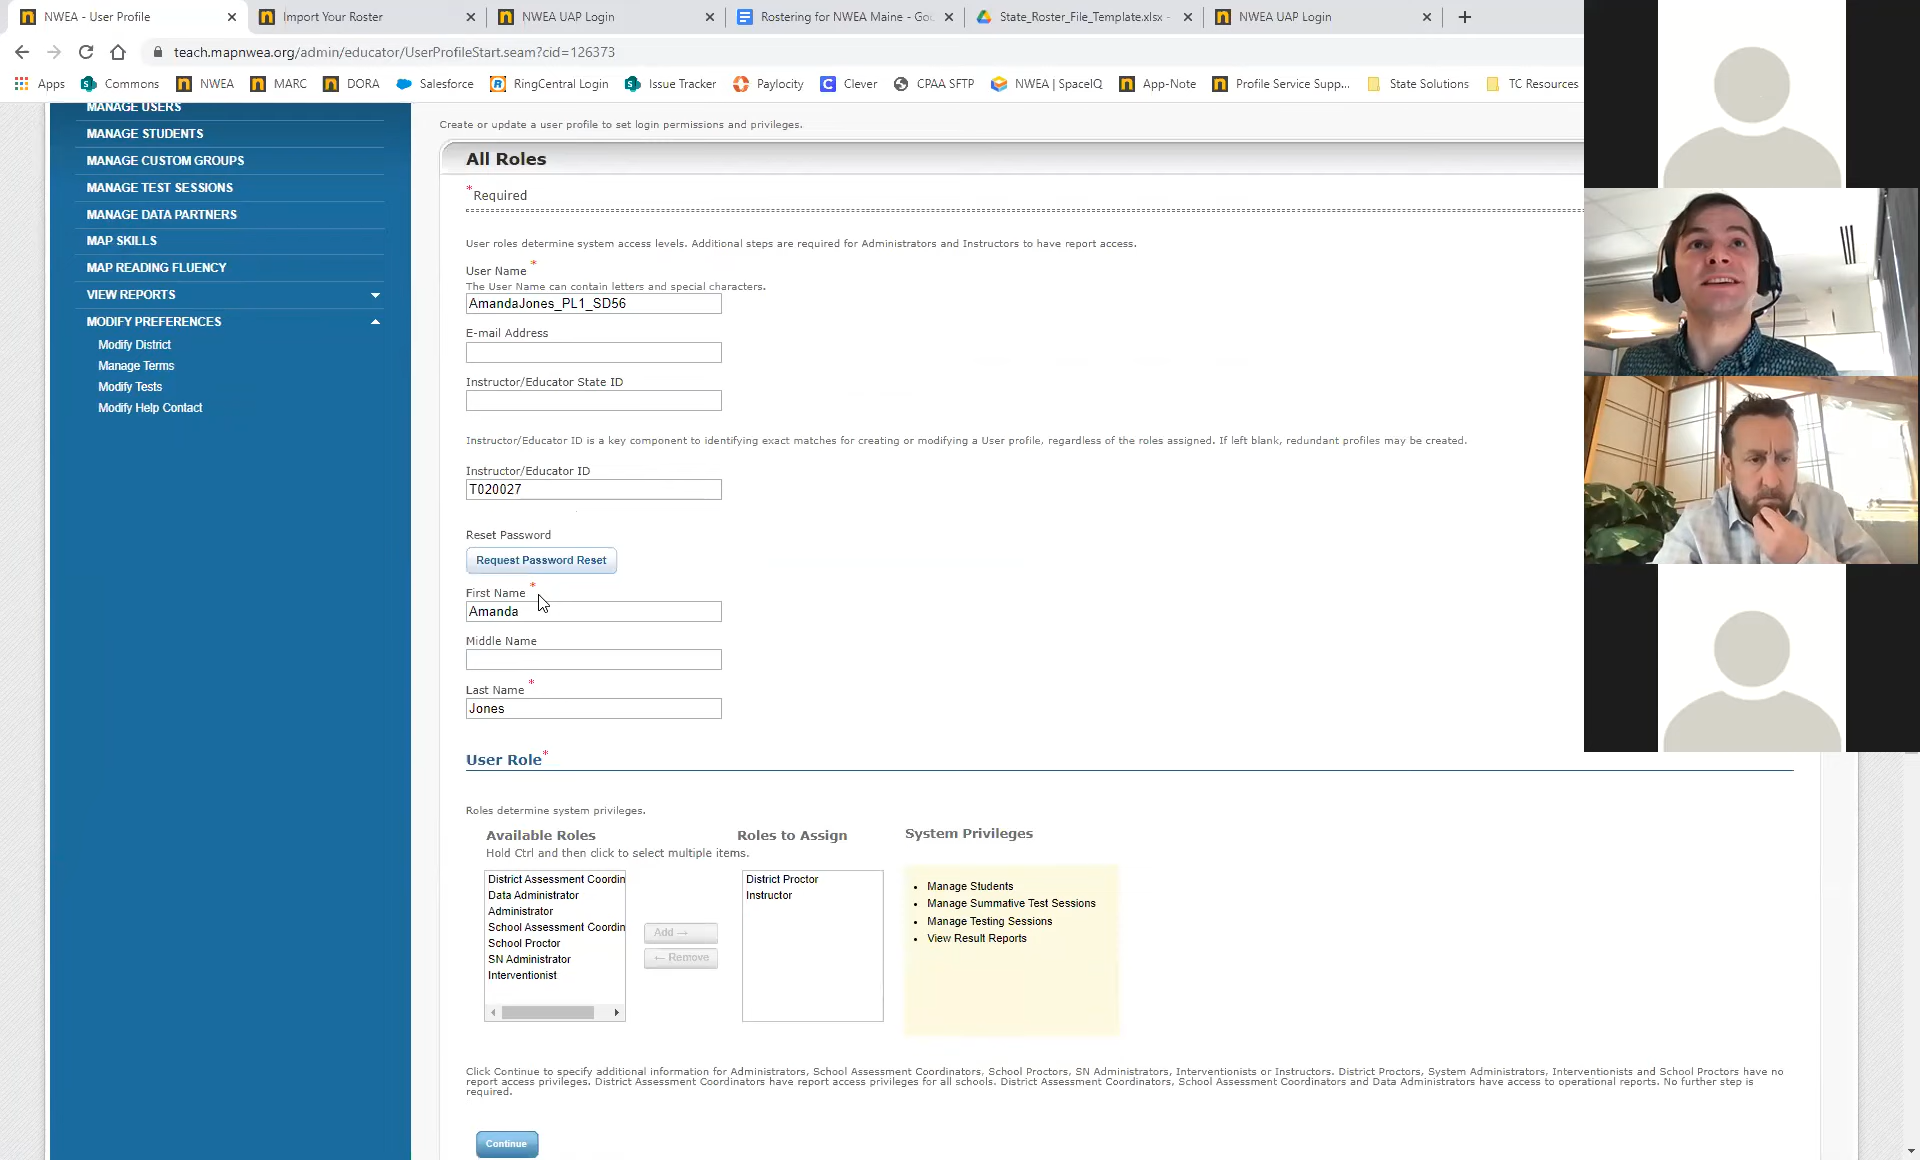 NWEA - User Profile
Import Your Roster
NWEA UAP Login
Rostering for NWEA Maine - Goo
State_Roster_File_Template.xlsx -
NWEA UAP Login
teach.mapnwea.org/admin/educator/UserProfileStart.seam?cid=126373
Apps
Commons
NWEA
MARC
DORA
Salesforce
RingCentral Login
Issue Tracker
Paylocity
Clever
CPAA SFTP
NWEA | SpaceIQ
App-Note
Profile Service Supp...
State Solutions
TC Resources
MANAGE USERS
MANAGE STUDENTS
MANAGE CUSTOM GROUPS
MANAGE TEST SESSIONS
MANAGE DATA PARTNERS
MAP SKILLS
MAP READING FLUENCY
VIEW REPORTS
MODIFY PREFERENCES
Modify District
Manage Terms
Modify Tests
Modify Help Contact
Create or update a user profile to set login permissions and privileges.
All Roles
*Required
User roles determine system access levels. Additional steps are required for Administrators and Instructors to have report access.
User Name *
The User Name can contain letters and special characters.
AmandaJones_PL1_SD56
E-mail Address
Instructor/Educator State ID
Instructor/Educator ID is a key component to identifying exact matches for creating or modifying a User profile, regardless of the roles assigned. If left blank, redundant profiles may be created.
Instructor/Educator ID
T020027
Reset Password
Request Password Reset
First Name *
Amanda
Middle Name
Last Name *
Jones
User Role*
Roles determine system privileges.
Available Roles
Hold Ctrl and then click to select multiple items.
District Assessment Coordin
Data Administrator
Administrator
School Assessment Coordin
School Proctor
SN Administrator
Interventionist
Add →
← Remove
Roles to Assign
District Proctor
Instructor
System Privileges
• Manage Students
• Manage Summative Test Sessions
• Manage Testing Sessions
• View Result Reports
Click Continue to specify additional information for Administrators, School Assessment Coordinators, School Proctors, SN Administrators, Interventionists or Instructors. District Proctors, System Administrators, Interventionists and School Proctors have no
report access privileges. District Assessment Coordinators have report access privileges for all schools. District Assessment Coordinators, School Assessment Coordinators and Data Administrators have access to operational reports. No further step is
required.
Continue